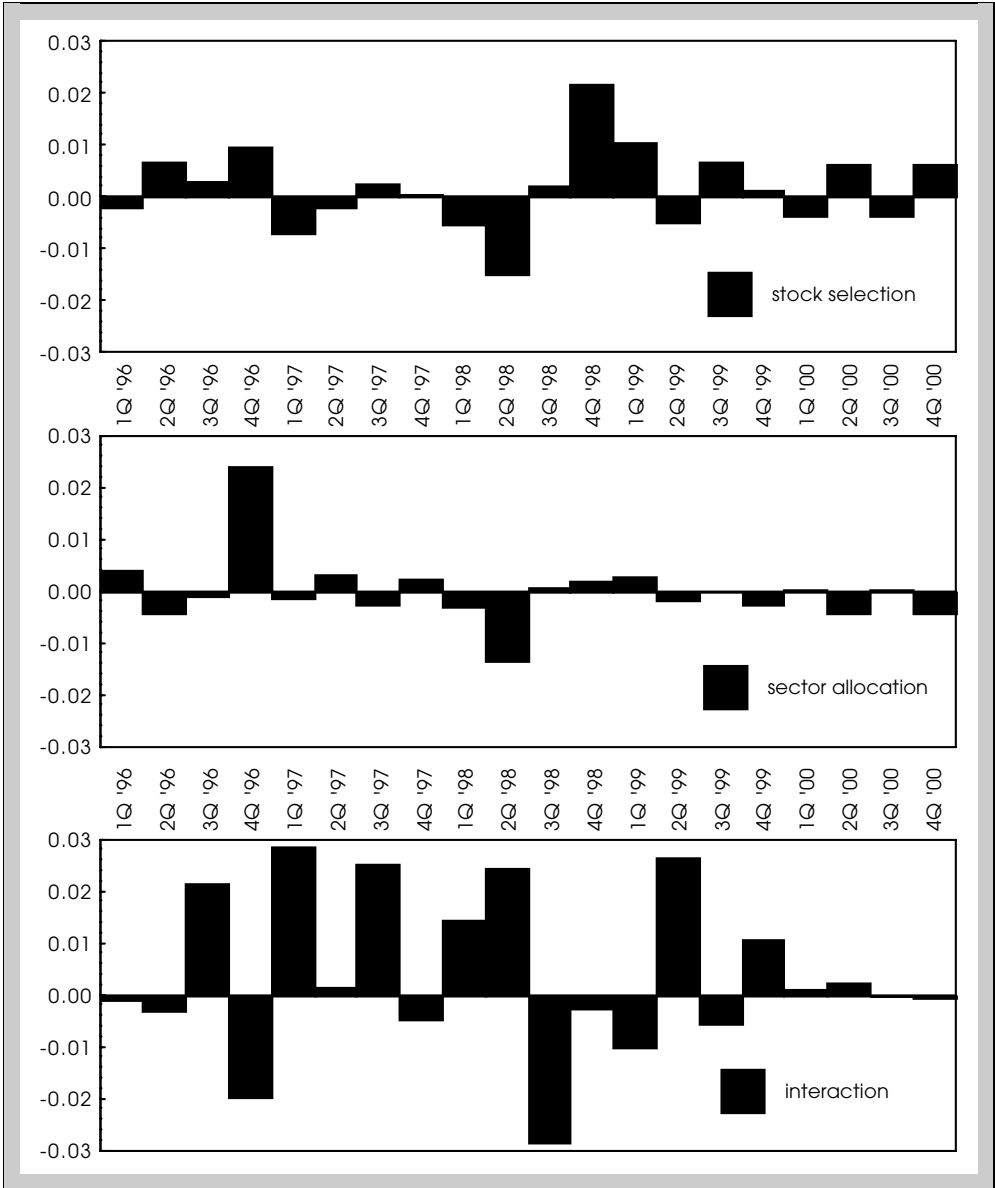 0.03
0.02
0.01
0.00
-0.01
-0.02
-0.03
stock selection
1Q '96
2Q '96
3Q '96
4Q '96
1Q '97
2Q '97
3Q '97
4Q '97
1Q '98
2Q '98
3Q '98
4Q '98
1Q '99
2Q '99
3Q '99
4Q '99
1Q '00
2Q '00
3Q '00
4Q '00
0.03
0.02
0.01
0.00
-0.01
-0.02
-0.03
sector allocation
1Q '96
2Q '96
3Q '96
4Q '96
1Q '97
2Q '97
3Q '97
4Q '97
1Q '98
2Q '98
3Q '98
4Q '98
1Q '99
2Q '99
3Q '99
4Q '99
1Q '00
2Q '00
3Q '00
4Q '00
0.03
0.02
0.01
0.00
-0.01
-0.02
-0.03
interaction